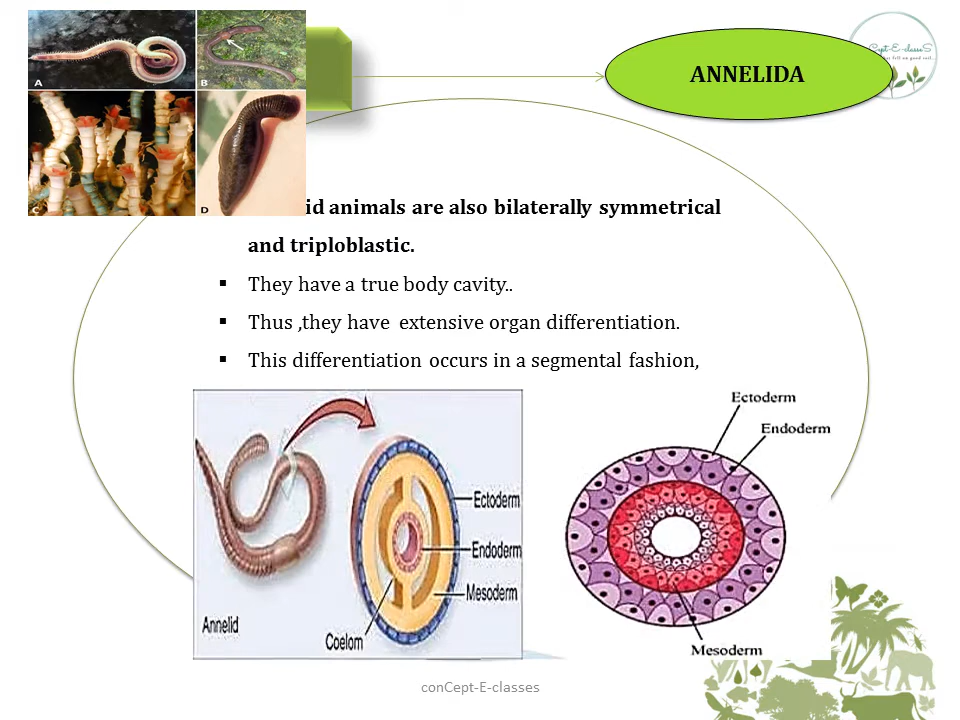 A
B
C
D
ANNELIDA
id animals are also bilaterally symmetrical
and triploblastic.
▪ They have a true body cavity..
▪ Thus ,they have extensive organ differentiation.
▪ This differentiation occurs in a segmental fashion,
Ectoderm
Endoderm
Mesoderm
Coelom
Annelid
Ectoderm
Endoderm
Mesoderm
conCept-E-classes